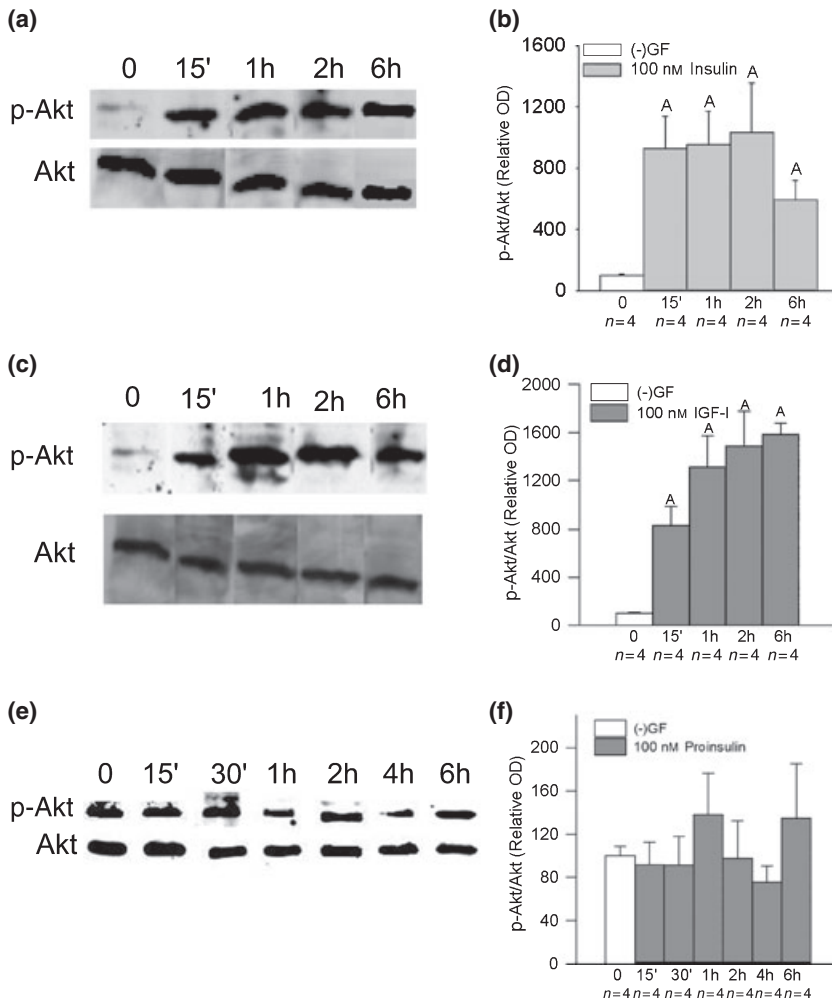 (a)
0 15' 1h 2h 6h
p-Akt
Akt
(b)
1600
1200
800
400
0
p-Akt/Akt (Relative OD)
(-)GF
100 nM Insulin
A A A A
0 15' 1h 2h 6h
n=4 n=4 n=4 n=4 n=4
(c)
0 15' 1h 2h 6h
p-Akt
Akt
(d)
2000
1600
1200
800
400
0
p-Akt/Akt (Relative OD)
(-)GF
100 nM IGF-I
A A A A
0 15' 1h 2h 6h
n=4 n=4 n=4 n=4 n=4
(e)
0 15' 30' 1h 2h 4h 6h
p-Akt
Akt
(f)
200
160
120
80
40
0
p-Akt/Akt (Relative OD)
(-)GF
100 nM Proinsulin
0 15' 30' 1h 2h 4h 6h
n=4 n=4 n=4 n=4 n=4 n=4 n=4